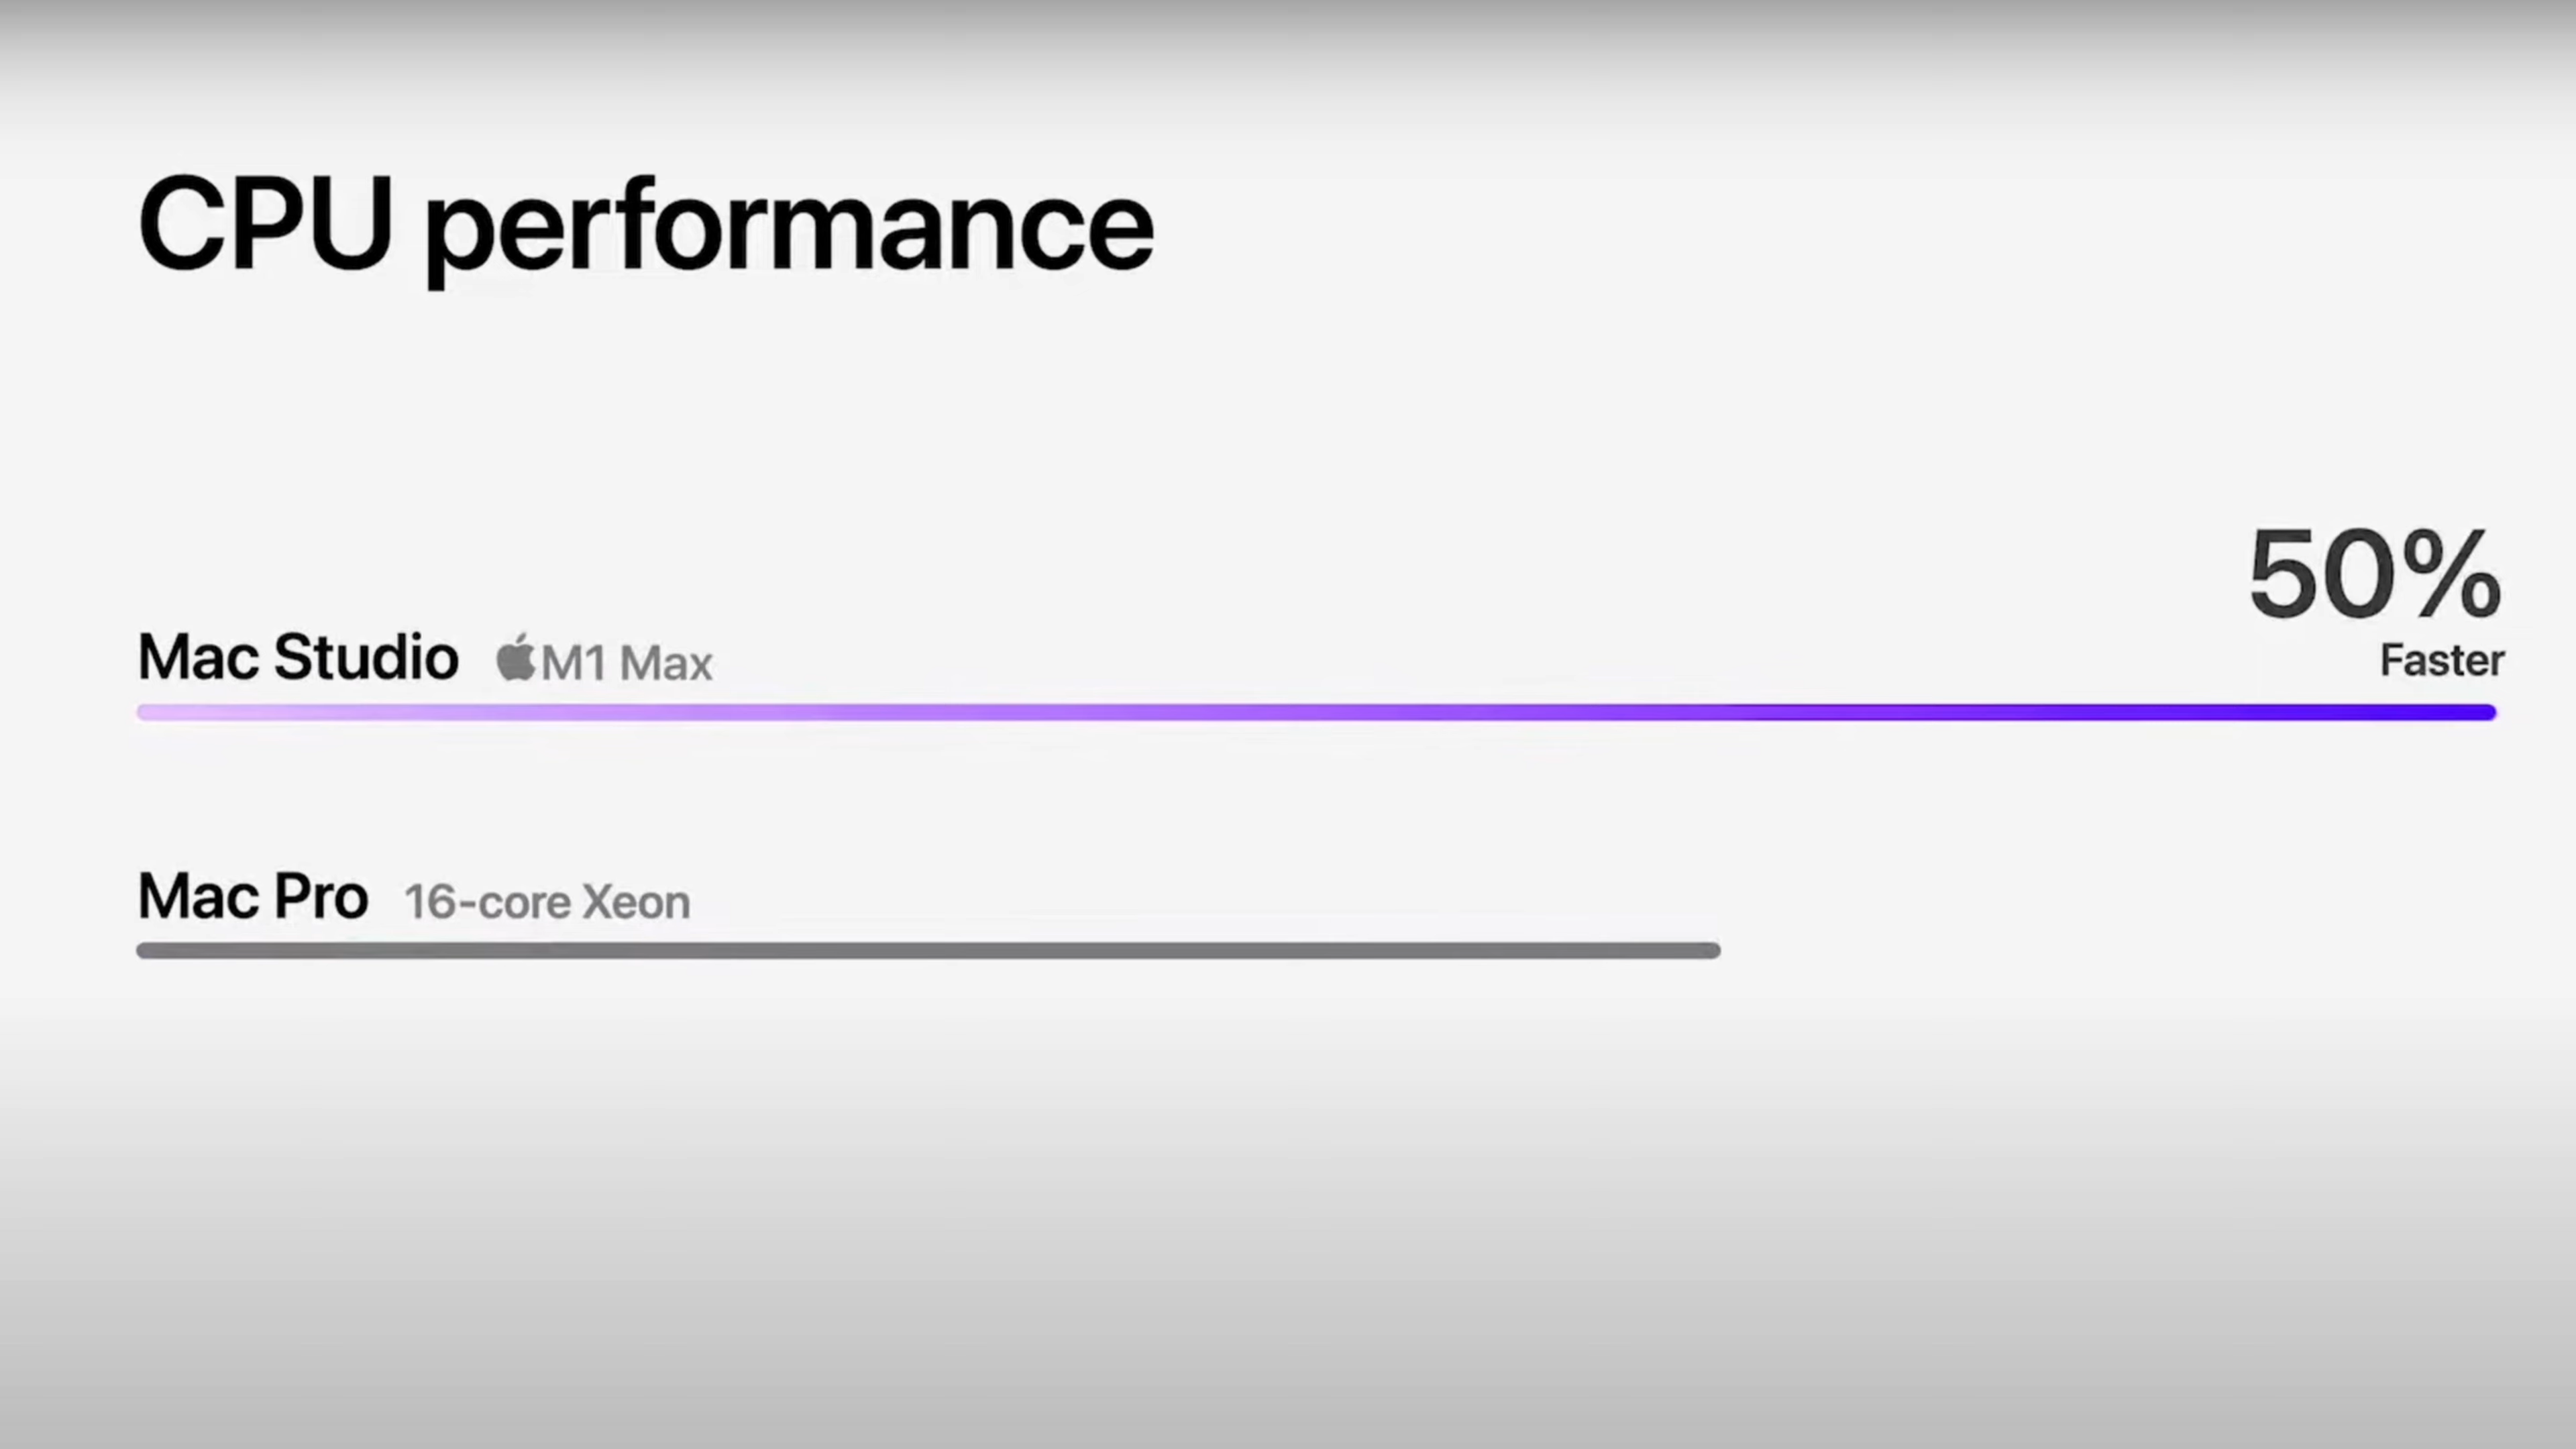 CPU performance
50%
Faster
Mac Studio M1 Max
Mac Pro 16-core Xeon